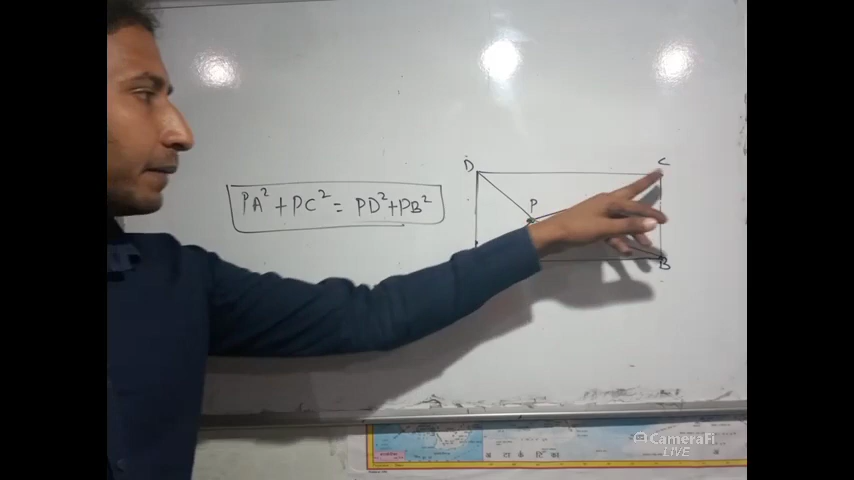 D C
PA² + PC² = PD² + PB²
P
B
CameraFi
LIVE